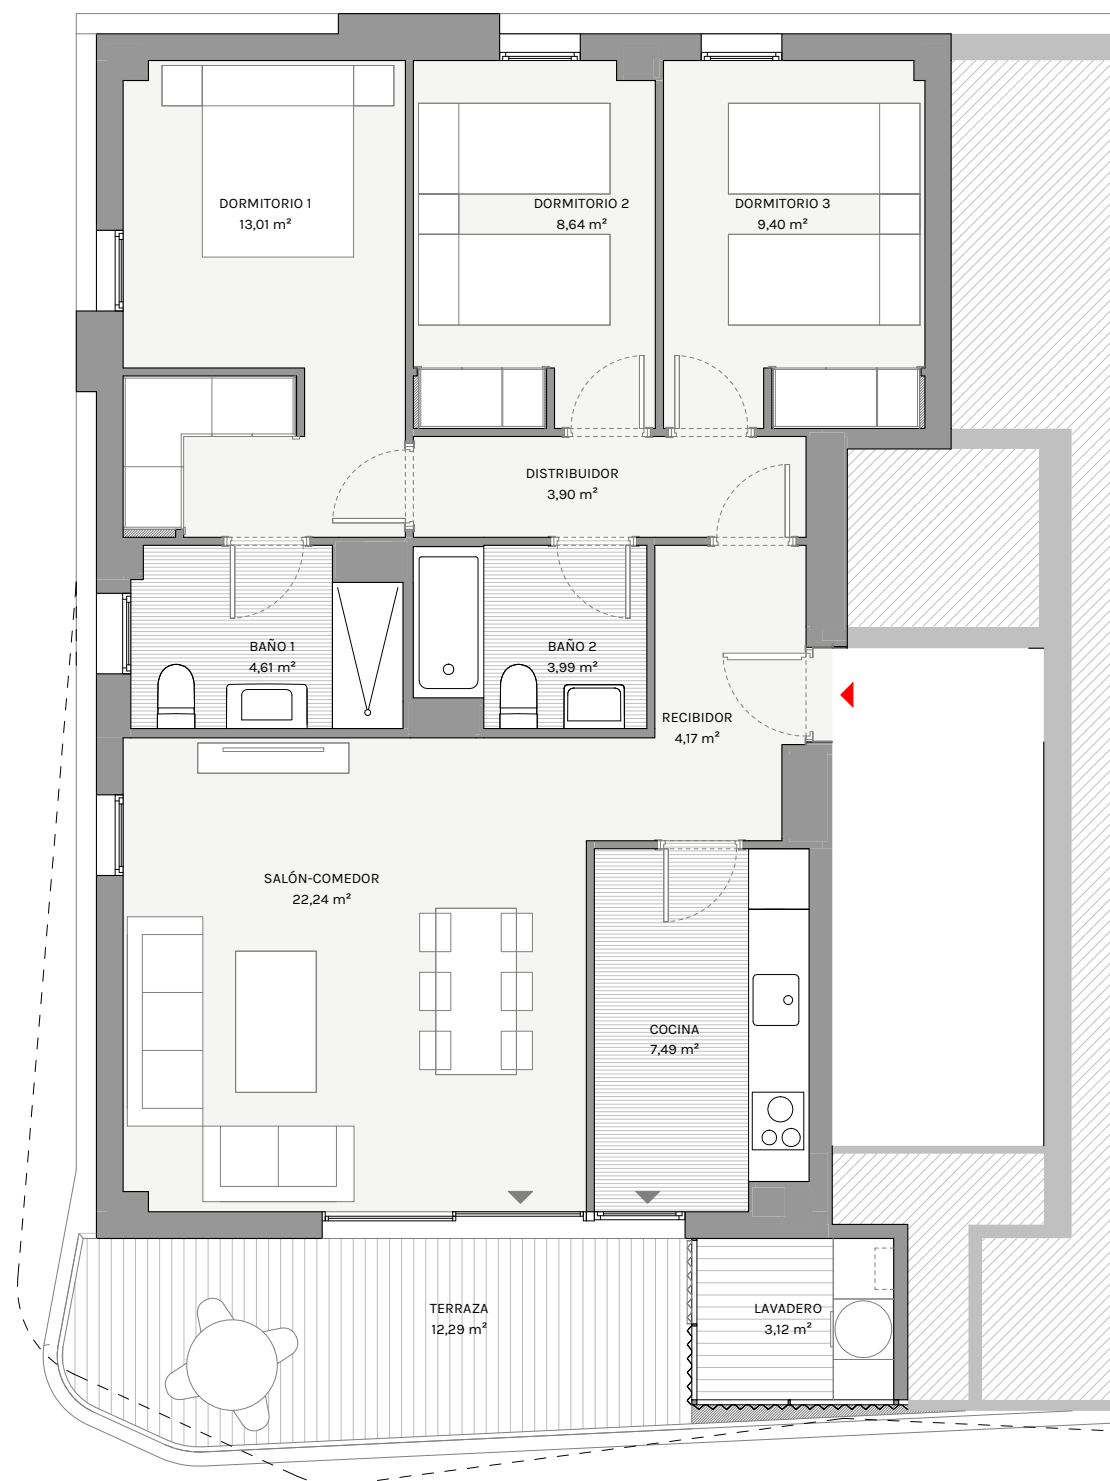 DORMITORIO 1
13,01 m²
DORMITORIO 2
8,64 m²
DORMITORIO 3
9,40 m²
DISTRIBUIDOR
3,90 m²
BAÑO 1
4,61 m²
BAÑO 2
3,99 m²
RECIBIDOR
4,17 m²
SALÓN-COMEDOR
22,24 m²
COCINA
7,49 m²
TERRAZA
12,29 m²
LAVADERO
3,12 m²